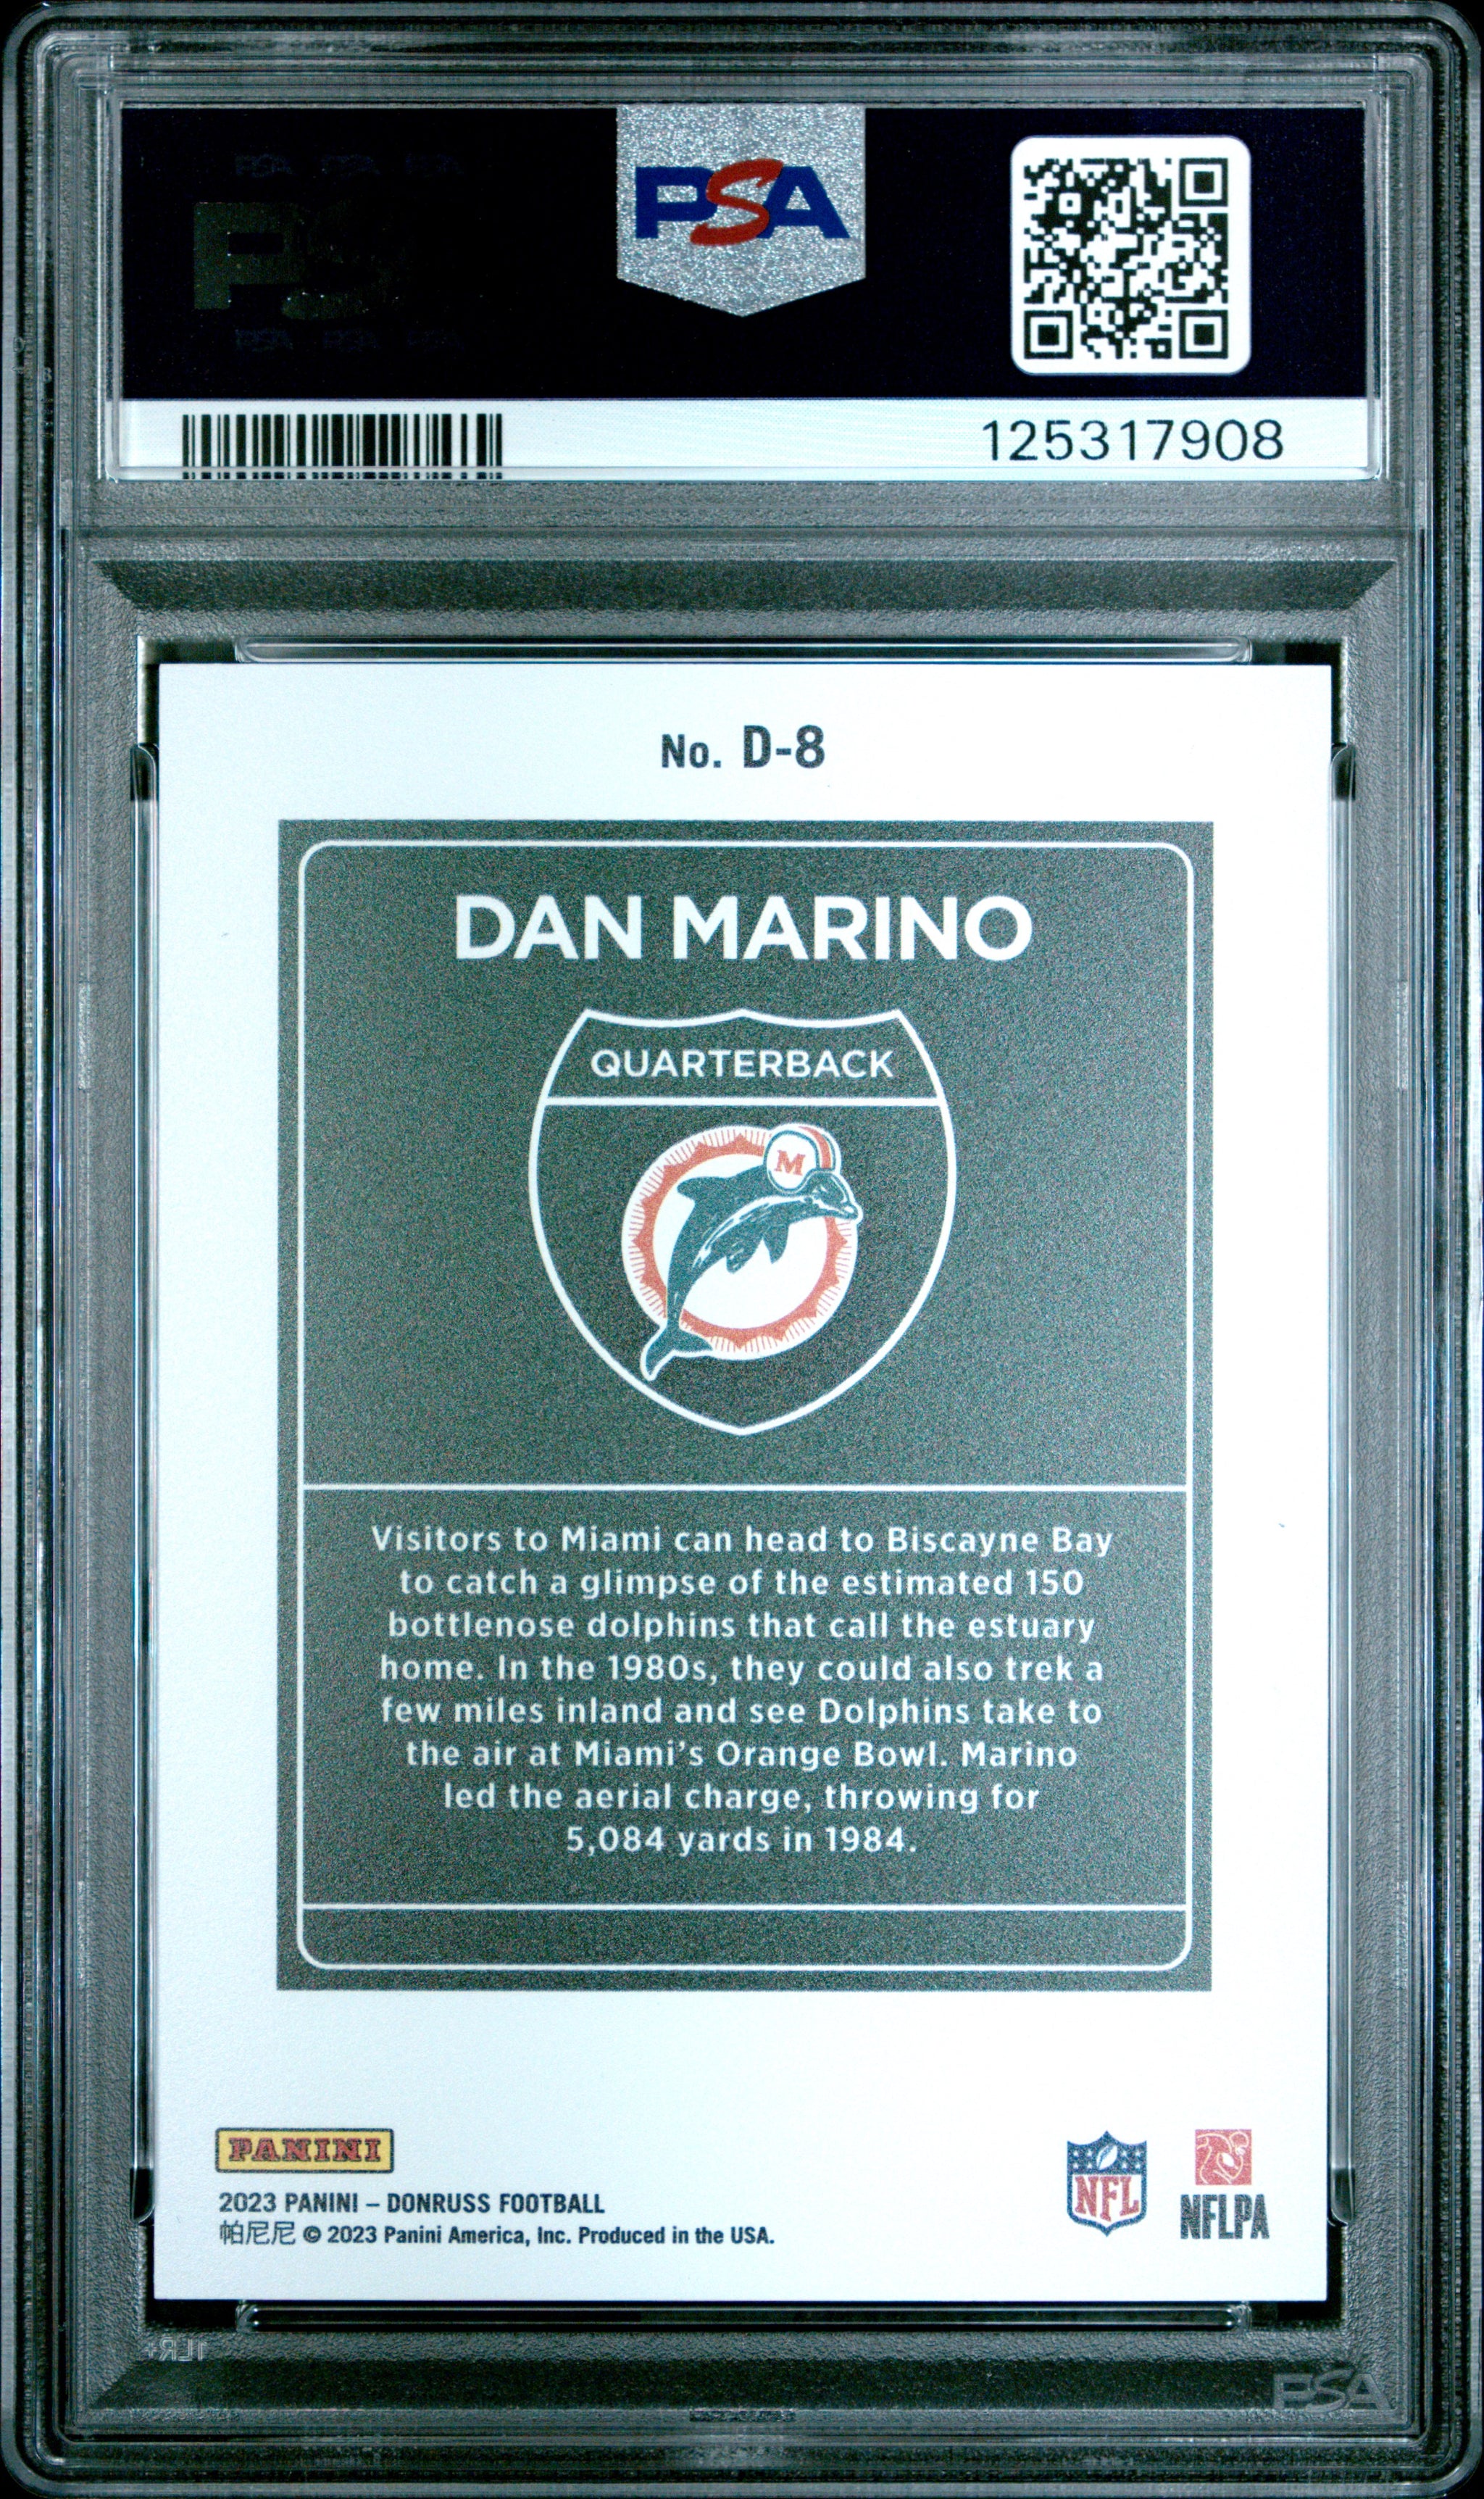 PSA
125317908
No. D-8
DAN MARINO
QUARTERBACK
M
Visitors to Miami can head to Biscayne Bay
to catch a glimpse of the estimated 150
bottlenose dolphins that call the estuary
home. In the 1980s, they could also trek a
few miles inland and see Dolphins take to
the air at Miami's Orange Bowl. Marino
led the aerial charge, throwing for
5,084 yards in 1984.
PANINI
2023 PANINI – DONRUSS FOOTBALL
帕尼尼 © 2023 Panini America, Inc. Produced in the USA.
NFL
NFLPA
PSA